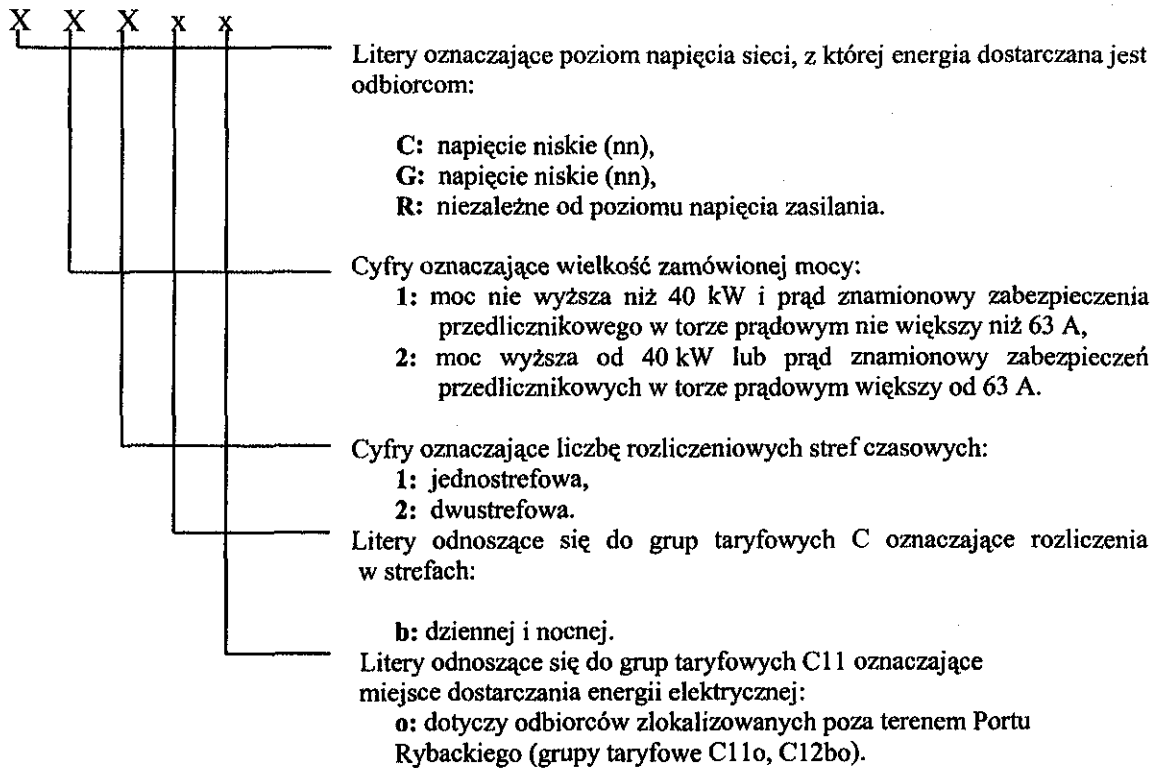 X X X x x
Litery oznaczające poziom napięcia sieci, z której energia dostarczana jest
odbiorcom:
C: napięcie niskie (nn),
G: napięcie niskie (nn),
R: niezależne od poziomu napięcia zasilania.
Cyfry oznaczające wielkość zamówionej mocy:
1: moc nie wyższa niż 40 kW i prąd znamionowy zabezpieczenia
przedlicznikowego w torze prądowym nie większy niż 63 A,
2: moc wyższa od 40 kW lub prąd znamionowy zabezpieczeń
przedlicznikowych w torze prądowym większy od 63 A.
Cyfry oznaczające liczbę rozliczeniowych stref czasowych:
1: jednostrefowa,
2: dwustrefowa.
Litery odnoszące się do grup taryfowych C oznaczające rozliczenia
w strefach:
b: dziennej i nocnej.
Litery odnoszące się do grup taryfowych C11 oznaczające
miejsce dostarczania energii elektrycznej:
o: dotyczy odbiorców zlokalizowanych poza terenem Portu
Rybackiego (grupy taryfowe C11o, C12bo).